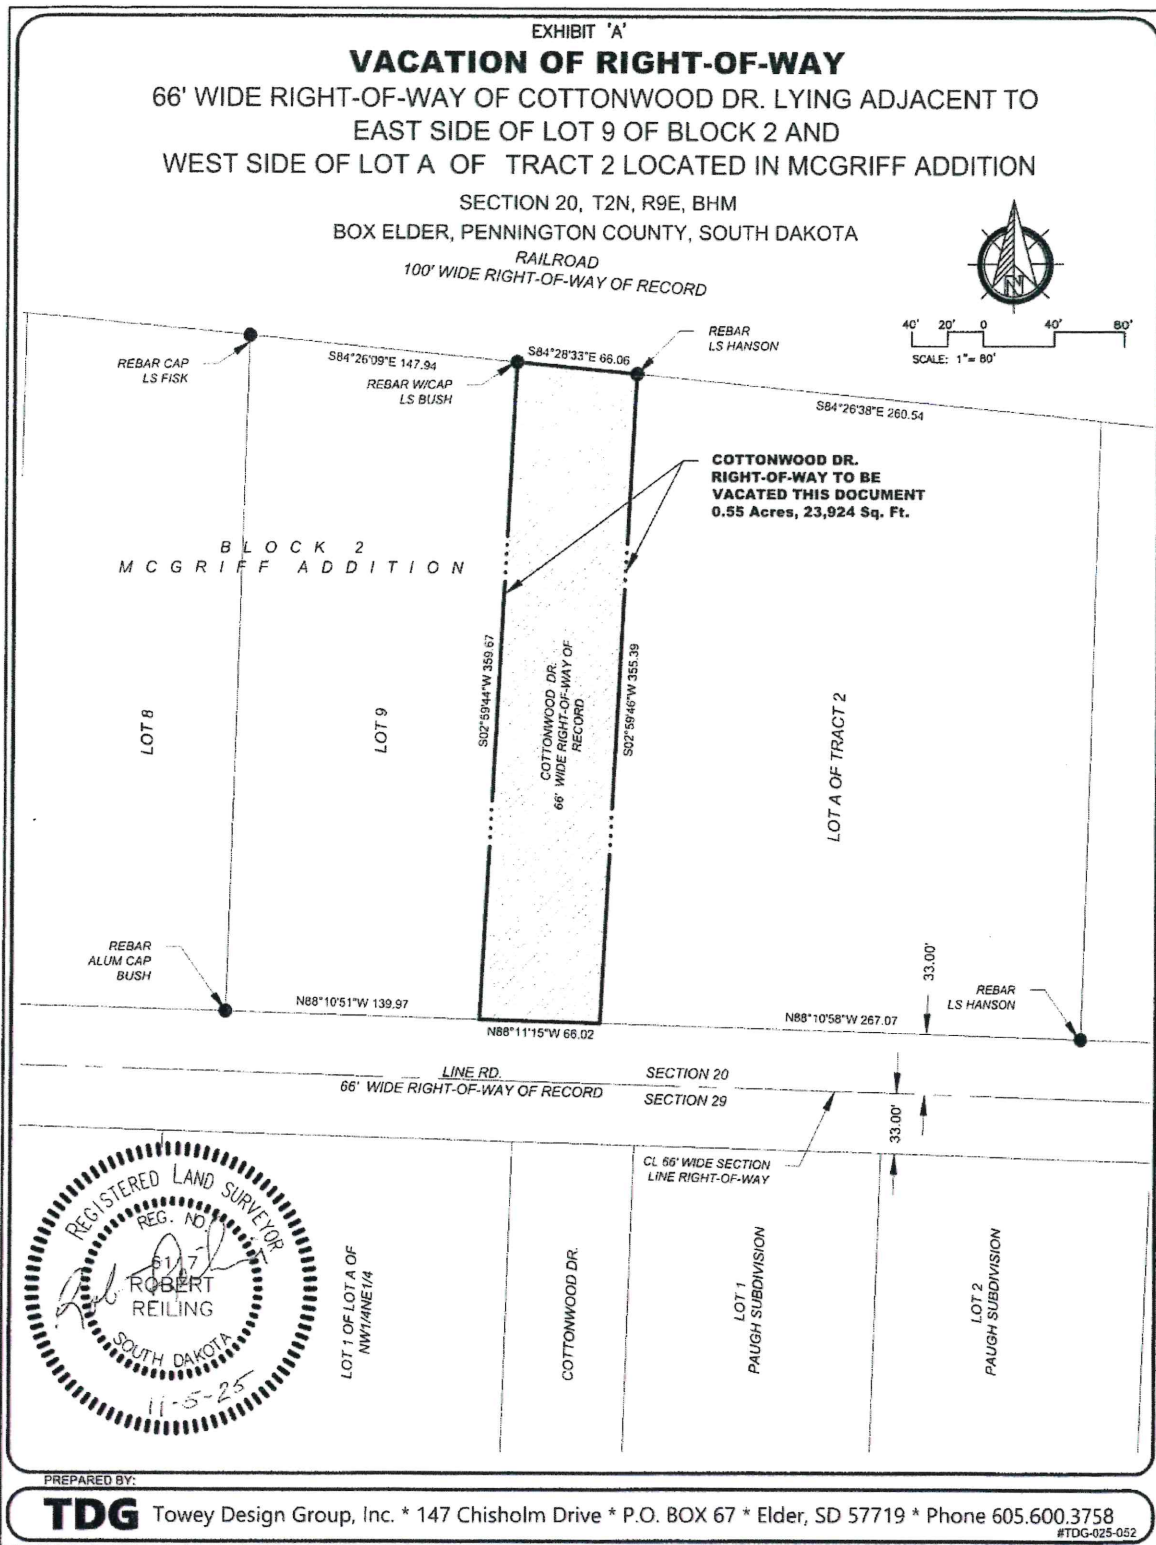 EXHIBIT 'A'
VACATION OF RIGHT-OF-WAY
66' WIDE RIGHT-OF-WAY OF COTTONWOOD DR. LYING ADJACENT TO
EAST SIDE OF LOT 9 OF BLOCK 2 AND
WEST SIDE OF LOT A OF TRACT 2 LOCATED IN MCGRIFF ADDITION
SECTION 20, T2N, R9E, BHM
BOX ELDER, PENNINGTON COUNTY, SOUTH DAKOTA
RAILROAD
100' WIDE RIGHT-OF-WAY OF RECORD
N
40' 20' 0 40' 80'
SCALE: 1"= 80'
REBAR CAP
LS FISK
S84°26'09"E 147.94
REBAR W/CAP
LS BUSH
S84°28'33"E 66.06
REBAR
LS HANSON
S84°26'38"E 260.54
COTTONWOOD DR.
RIGHT-OF-WAY TO BE
VACATED THIS DOCUMENT
0.55 Acres, 23,924 Sq. Ft.
BLOCK 2
MCGRIFF ADDITION
LOT 8
LOT 9
S02°59'44"W 359.67
COTTONWOOD DR.
66' WIDE RIGHT-OF-WAY OF
RECORD
S02°59'46"W 355.39
LOT A OF TRACT 2
REBAR
ALUM CAP
BUSH
N88°10'51"W 139.97
N88°11'15"W 66.02
N88°10'58"W 267.07
33.00'
REBAR
LS HANSON
LINE RD.
66' WIDE RIGHT-OF-WAY OF RECORD
SECTION 20
SECTION 29
33.00'
CL 66' WIDE SECTION
LINE RIGHT-OF-WAY
REGISTERED LAND SURVEYOR
REG. NO.
6117
ROBERT
REILING
SOUTH DAKOTA
11-5-25
LOT 1 OF LOT A OF
NW1/4NE1/4
COTTONWOOD DR.
LOT 1
PAUGH SUBDIVISION
LOT 2
PAUGH SUBDIVISION
PREPARED BY:
TDG Towey Design Group, Inc. * 147 Chisholm Drive * P.O. BOX 67 * Elder, SD 57719 * Phone 605.600.3758
#TDG-025-052